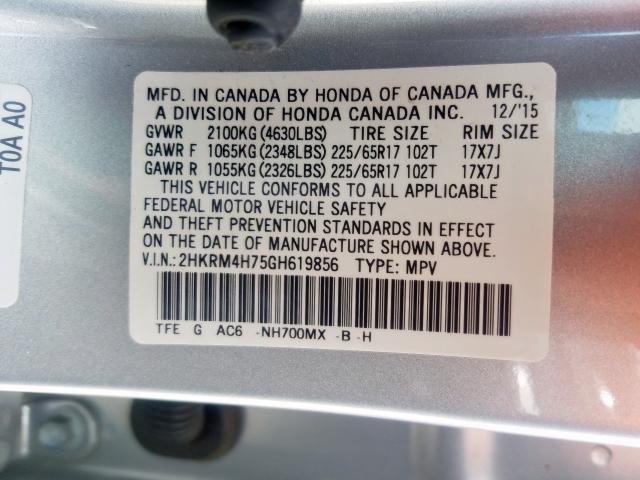 T0A A0
MFD. IN CANADA BY HONDA OF CANADA MFG.,
A DIVISION OF HONDA CANADA INC. 12/'15
GVWR 2100KG(4630LBS) TIRE SIZE RIM SIZE
GAWR F 1065KG(2348LBS) 225/65R17 102T 17X7J
GAWR R 1055KG(2326LBS) 225/65R17 102T 17X7J
THIS VEHICLE CONFORMS TO ALL APPLICABLE
FEDERAL MOTOR VEHICLE SAFETY
AND THEFT PREVENTION STANDARDS IN EFFECT
ON THE DATE OF MANUFACTURE SHOWN ABOVE.
V.I.N.:2HKRM4H75GH619856 TYPE: MPV
TFE G AC6 -NH700MX -B -H